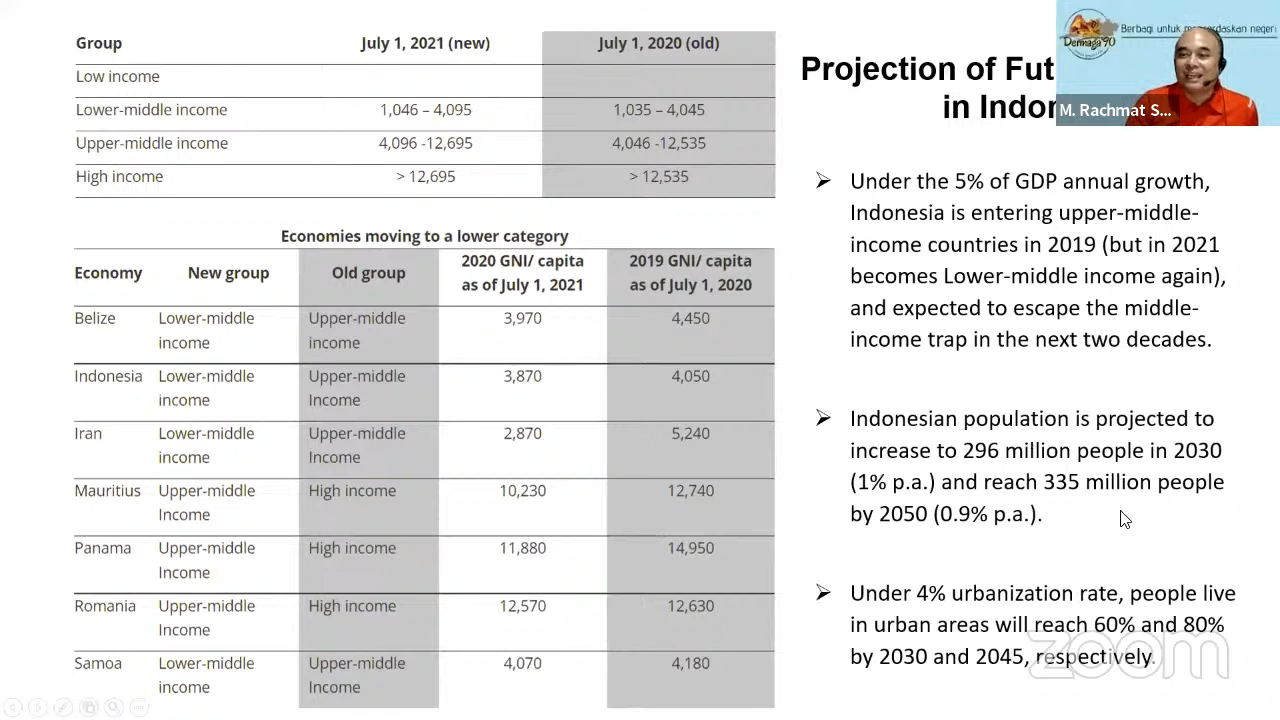 Group July 1, 2021 (new) July 1, 2020 (old)
Low income
Lower-middle income 1,046 – 4,095 1,035 – 4,045
Upper-middle income 4,096 -12,695 4,046 -12,535
High income > 12,695 > 12,535
Economies moving to a lower category
Economy New group Old group 2020 GNI/ capita as of July 1, 2021 2019 GNI/ capita as of July 1, 2020
Belize Lower-middle income Upper-middle income 3,970 4,450
Indonesia Lower-middle income Upper-middle Income 3,870 4,050
Iran Lower-middle income Upper-middle Income 2,870 5,240
Mauritius Upper-middle Income High income 10,230 12,740
Panama Upper-middle Income High income 11,880 14,950
Romania Upper-middle Income High income 12,570 12,630
Samoa Lower-middle income Upper-middle Income 4,070 4,180
Projection of
in
Dermaga 90
Berbagi untuk negeri
M. Rachmat S...
➢ Under the 5% of GDP annual growth,
Indonesia is entering upper-middle-
income countries in 2019 (but in 2021
becomes Lower-middle income again),
and expected to escape the middle-
income trap in the next two decades.
➢ Indonesian population is projected to
increase to 296 million people in 2030
(1% p.a.) and reach 335 million people
by 2050 (0.9% p.a.).
➢ Under 4% urbanization rate, people live
in urban areas will reach 60% and 80%
by 2030 and 2045, respectively.
zoom